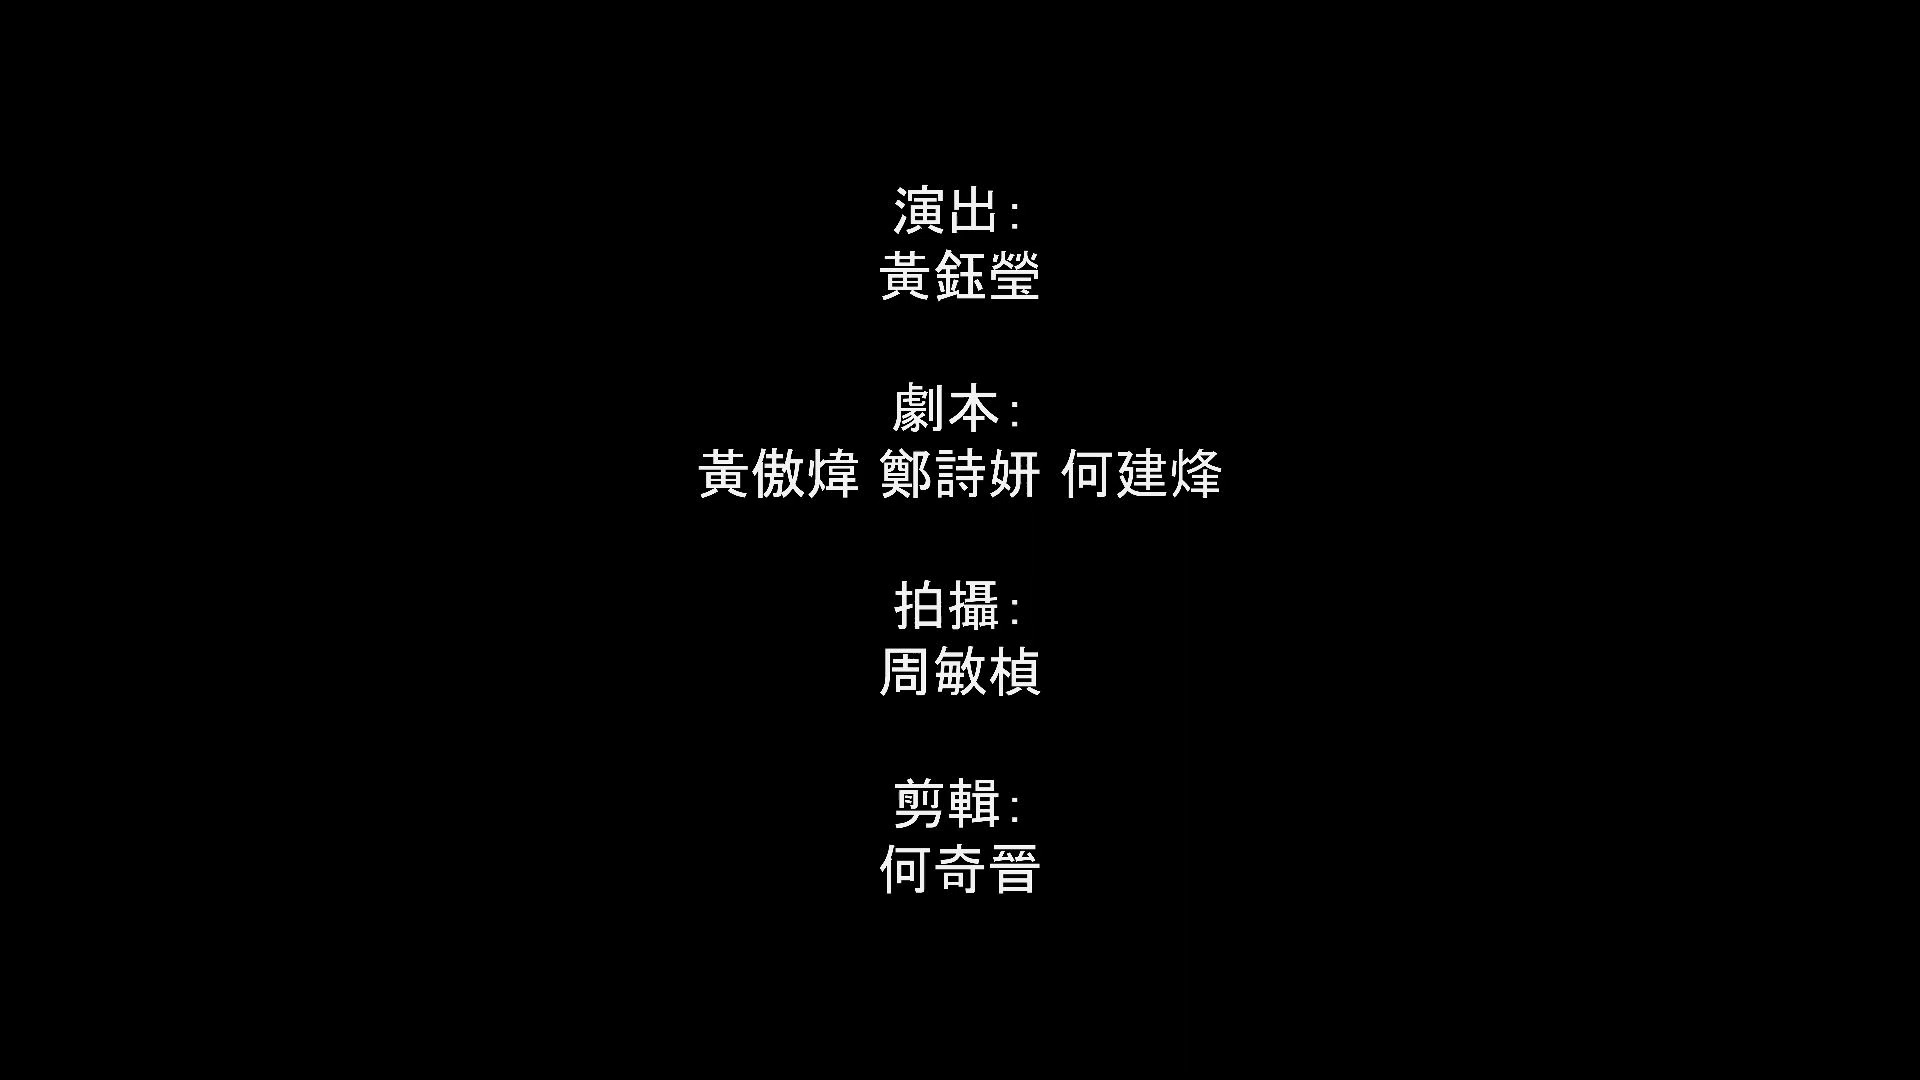 演出:
黃鈺瑩
劇本:
黃傲煒 鄭詩妍 何建烽
拍攝:
周敏楨
剪輯:
何奇晉